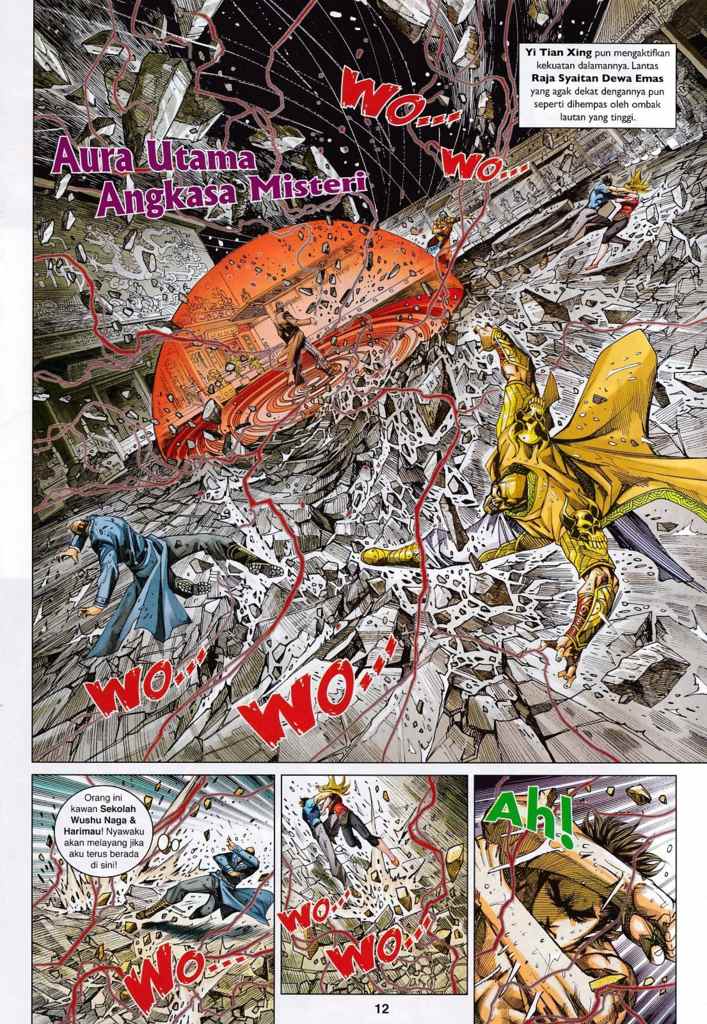 Yi Tian Xing pun mengaktifkan
kekuatan dalamannya. Lantas
Raja Syaitan Dewa Emas
yang agak dekat dengannya pun
seperti dihempas oleh ombak
lautan yang tinggi.
WO...
WO...
Aura Utama
Angkasa Misteri
WO...
WO...
Orang ini
kawan Sekolah
Wushu Naga &
Harimau! Nyawaku
akan melayang jika
aku terus berada
di sini!
WO...
WO...
WO...
Ah!
12